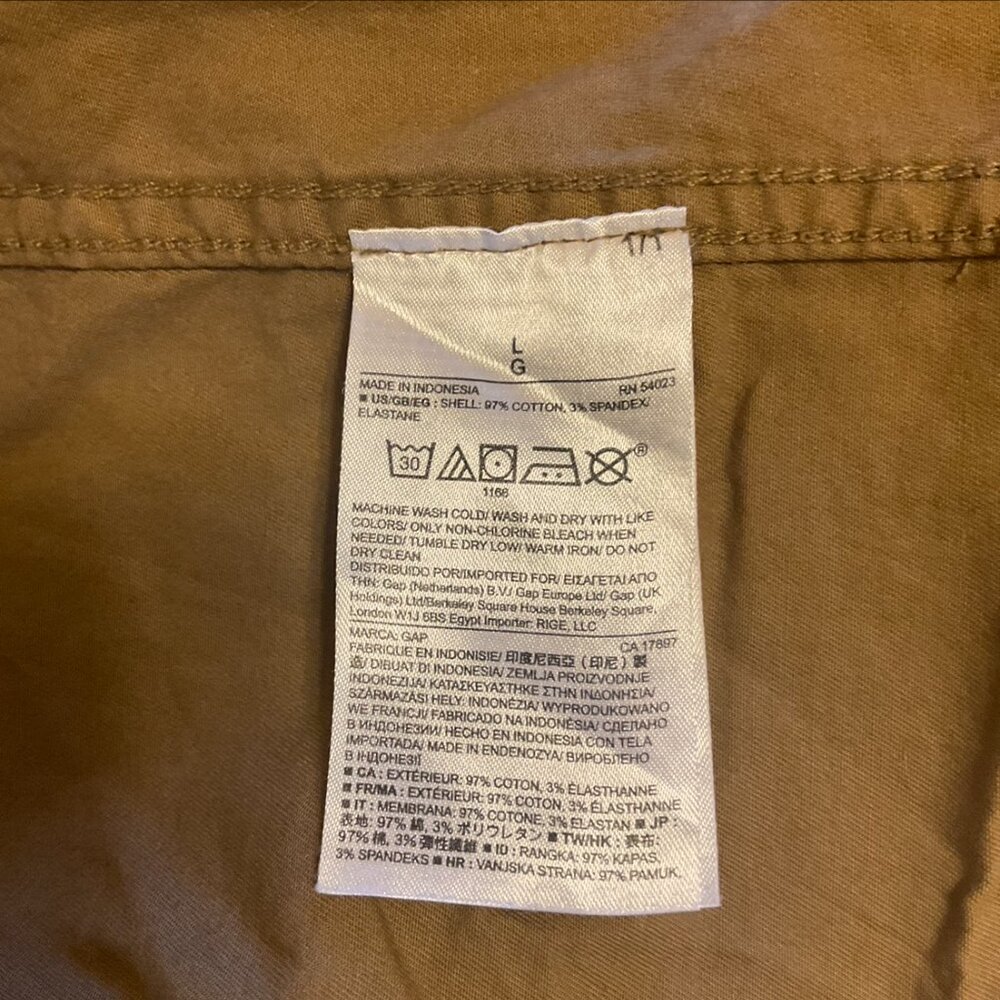 L
G
MADE IN INDONESIA RN 54023
■ US/GB/EG : SHELL: 97% COTTON, 3% SPANDEX/
ELASTANE
30
®
1166
MACHINE WASH COLD/ WASH AND DRY WITH LIKE
COLORS/ ONLY NON-CHLORINE BLEACH WHEN
NEEDED/ TUMBLE DRY LOW/ WARM IRON/ DO NOT
DRY CLEAN
DISTRIBUIDO POR/IMPORTED FOR/ ΕΙΣΑΓΕΤΑΙ ΑΠΟ
ΤΗΝ: Gap (Netherlands) B.V./ Gap Europe Ltd/ Gap (UK
Holdings) Ltd/Berkeley Square House Berkeley Square,
London W1J 6BS Egypt Importer: RIGE, LLC
MARCA: GAP CA 17897
FABRIQUE EN INDONISIE/ 印度尼西亞 (印尼) 製
造/ DIBUAT DI INDONESIA/ ZEMLJA PROIZVODNJE
INDONEZIJA/ ΚΑΤΑΣΚΕΥΑΣΤΗΚΕ ΣΤΗΝ ΙΝΔΟΝΗΣΙΑ/
SZÁRMAZÁSI HELY: INDONÉZIA/ WYPRODUKOWANO
WE FRANCJI/ FABRICADO NA INDONÉSIA/ СДЕЛАНО
В ИНДОНЕЗИИ/ HECHO EN INDONESIA CON TELA
IMPORTADA/ MADE IN ENDENOZYA/ ВИРОБЛЕНО
В ІНДОНЕЗІЇ
■ CA : EXTÉRIEUR: 97% COTON, 3% ÉLASTHANNE
■ FR/MA : EXTÉRIEUR: 97% COTON, 3% ÉLASTHANNE
■ IT : MEMBRANA: 97% COTONE, 3% ELASTAN ■ JP :
表地: 97% 綿, 3% ポリウレタン ■ TW/HK : 表布:
97% 棉, 3% 彈性纖維 ■ ID : RANGKA: 97% KAPAS,
3% SPANDEKS ■ HR : VANJSKA STRANA: 97% PAMUK,